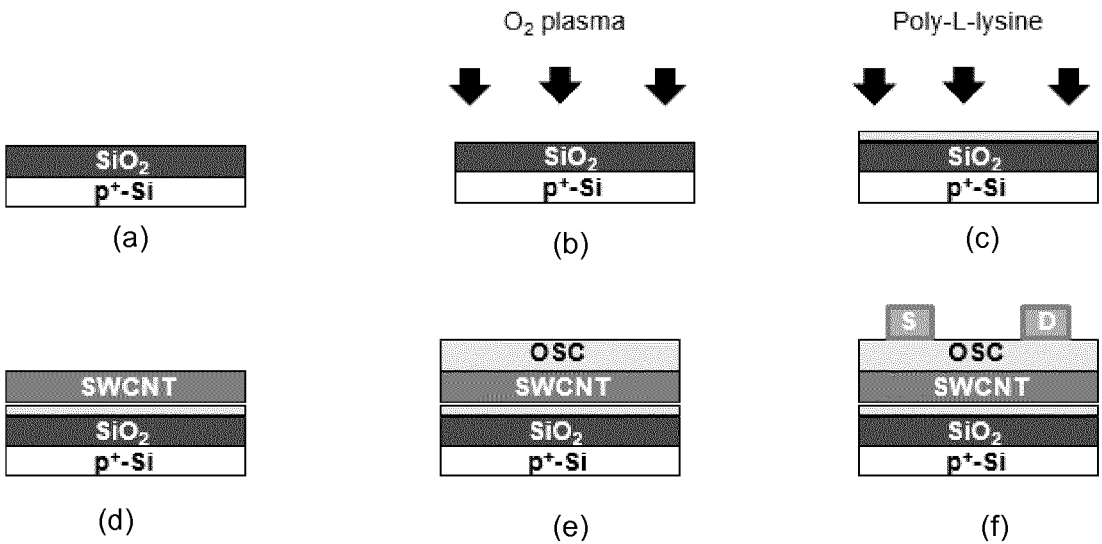 O₂ plasma
Poly-L-lysine
SiO₂
p⁺-Si
(a)
SiO₂
p⁺-Si
(b)
SiO₂
p⁺-Si
(c)
SWCNT
SiO₂
p⁺-Si
(d)
OSC
SWCNT
SiO₂
p⁺-Si
(e)
S D
OSC
SWCNT
SiO₂
p⁺-Si
(f)